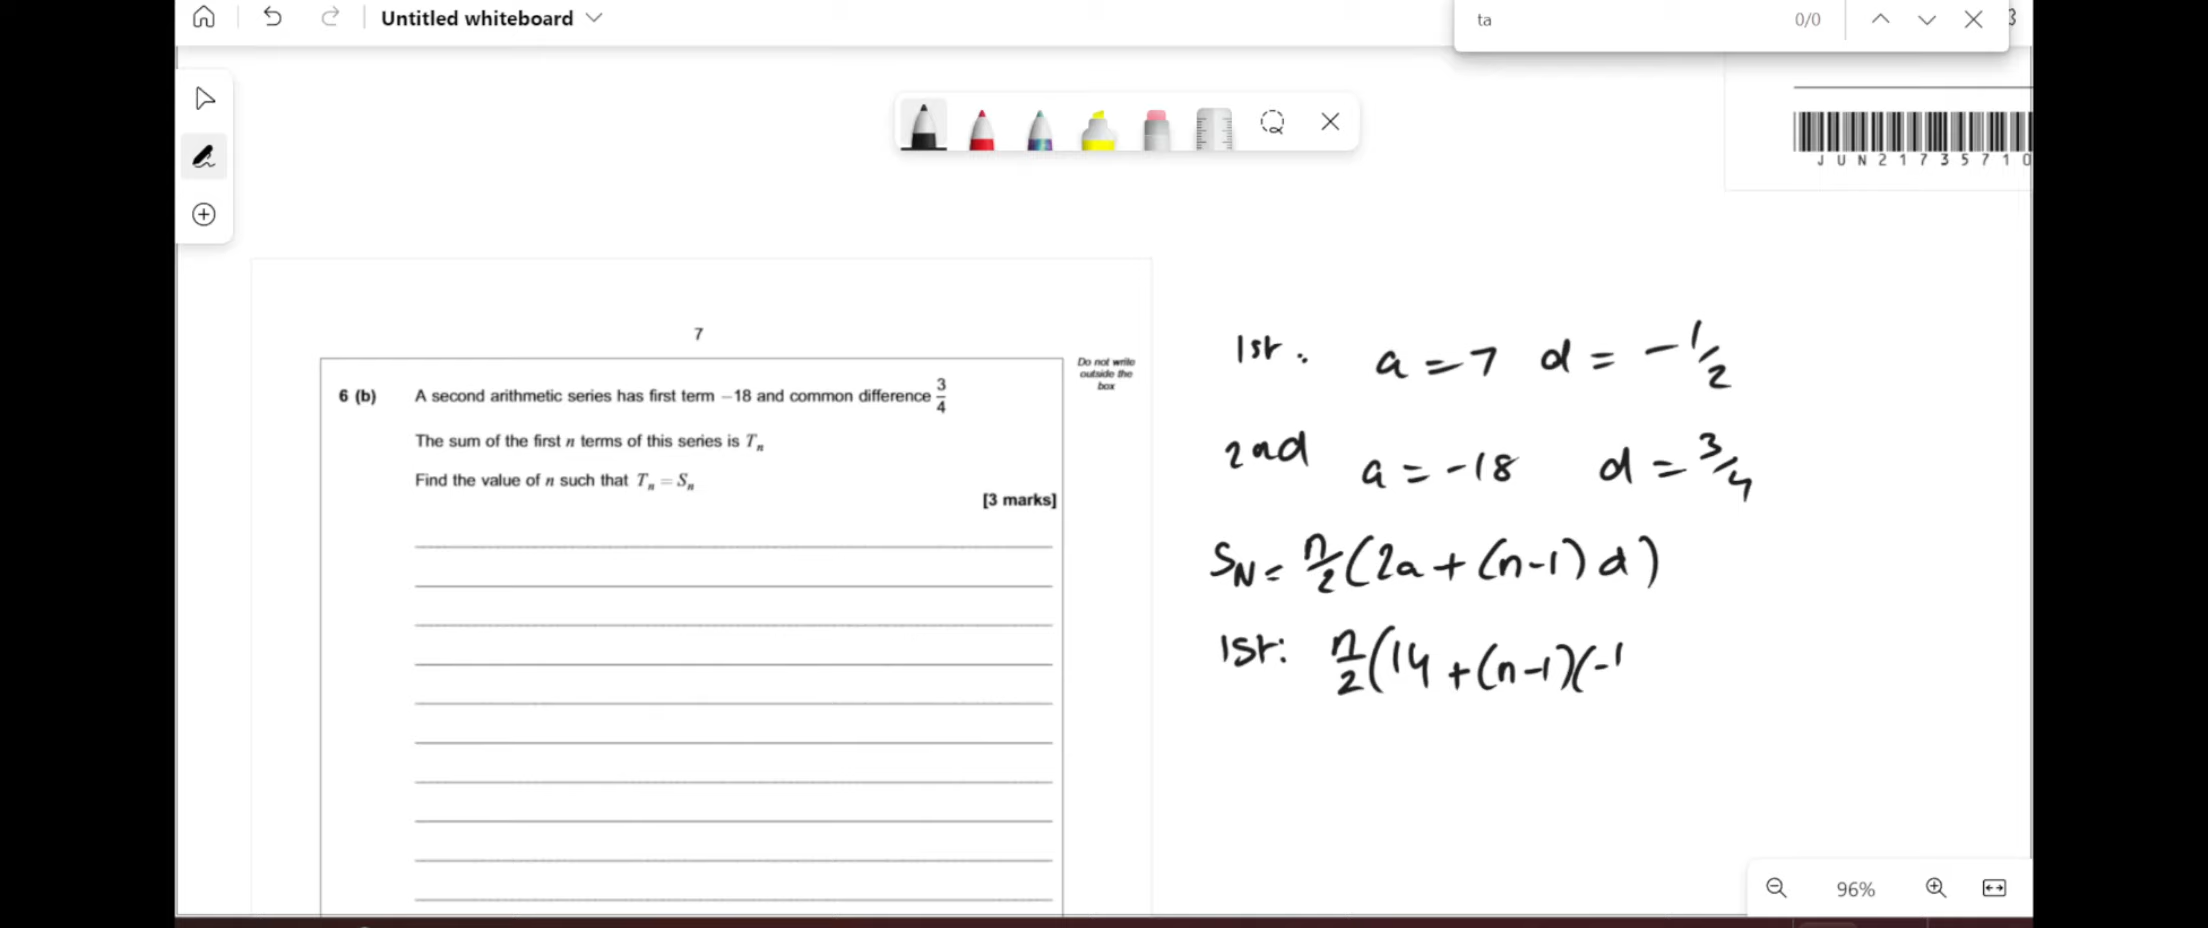 Untitled whiteboard
ta
0/0
JUN21735710
7
Do not write
outside the
box
6 (b) A second arithmetic series has first term −18 and common difference 3/4
The sum of the first n terms of this series is Tn
Find the value of n such that Tn = Sn
[3 marks]
1st: a = 7 d = -1/2
2nd a = -18 d = 3/4
SN = n/2 (2a + (n-1) d)
1st: n/2 (14 + (n-1)(-1
96%